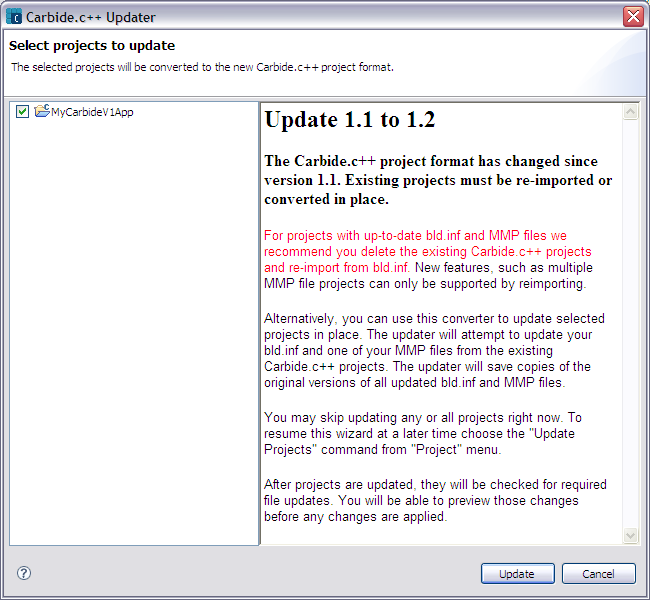 Carbide.c++ Updater
Select projects to update
The selected projects will be converted to the new Carbide.c++ project format.
MyCarbideV1App
Update 1.1 to 1.2
The Carbide.c++ project format has changed since
version 1.1. Existing projects must be re-imported or
converted in place.
For projects with up-to-date bld.inf and MMP files we
recommend you delete the existing Carbide.c++ projects
and re-import from bld.inf. New features, such as multiple
MMP file projects can only be supported by reimporting.
Alternatively, you can use this converter to update selected
projects in place. The updater will attempt to update your
bld.inf and one of your MMP files from the existing
Carbide.c++ projects. The updater will save copies of the
original versions of all updated bld.inf and MMP files.
You may skip updating any or all projects right now. To
resume this wizard at a later time choose the "Update
Projects" command from "Project" menu.
After projects are updated, they will be checked for required
file updates. You will be able to preview those changes
before any changes are applied.
Update
Cancel